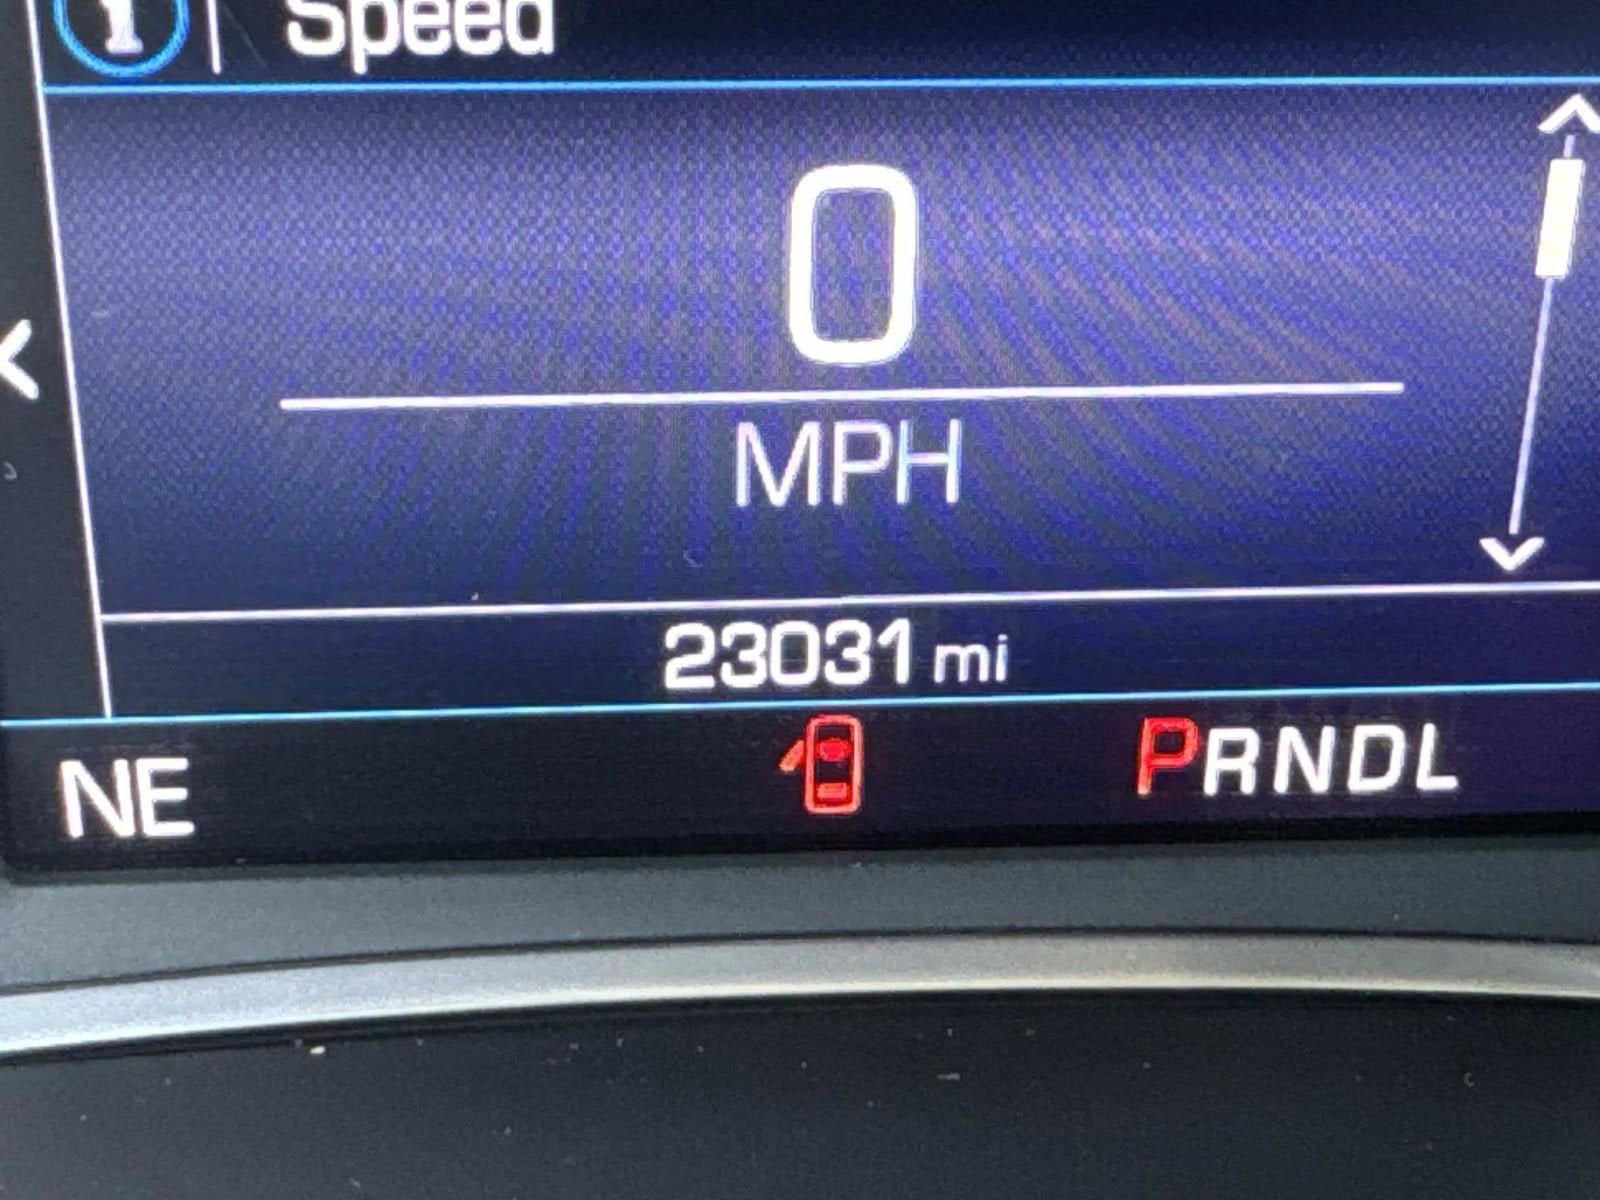 i Speed
0
MPH
23031 mi
NE PRNDL